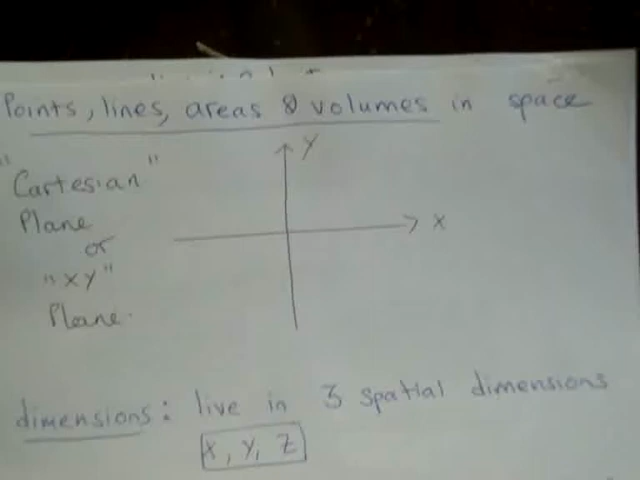 Points, lines, areas & volumes in space
"Cartesian"
Plane
or
"XY"
Plane.
Y
X
dimensions: live in 3 spatial dimensions
X, Y, Z